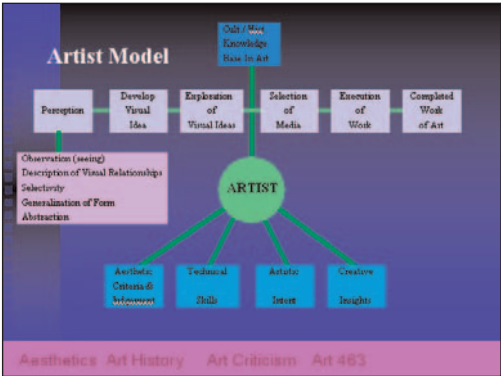 Artist Model
Cult / Hist
Knowledge
Base In Art
Perception
Develop
Visual
Idea
Exploration
of
Visual Ideas
Selection
of
Media
Execution
of
Work
Completed
Work
of Art
Observation (seeing)
Description of Visual Relationships
Selectivity
Generalization of Form
Abstraction
ARTIST
Aesthetic
Criteria &
Judgement
Technical
Skills
Artistic
Intent
Creative
Insights
Aesthetics Art History Art Criticism Art 463